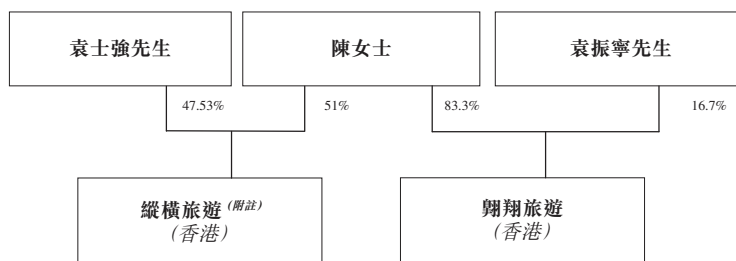 袁士強先生 陳女士 袁振寧先生
47.53% 51% 83.3% 16.7%
縱橫旅遊(附註) 翱翔旅遊
(香港) (香港)